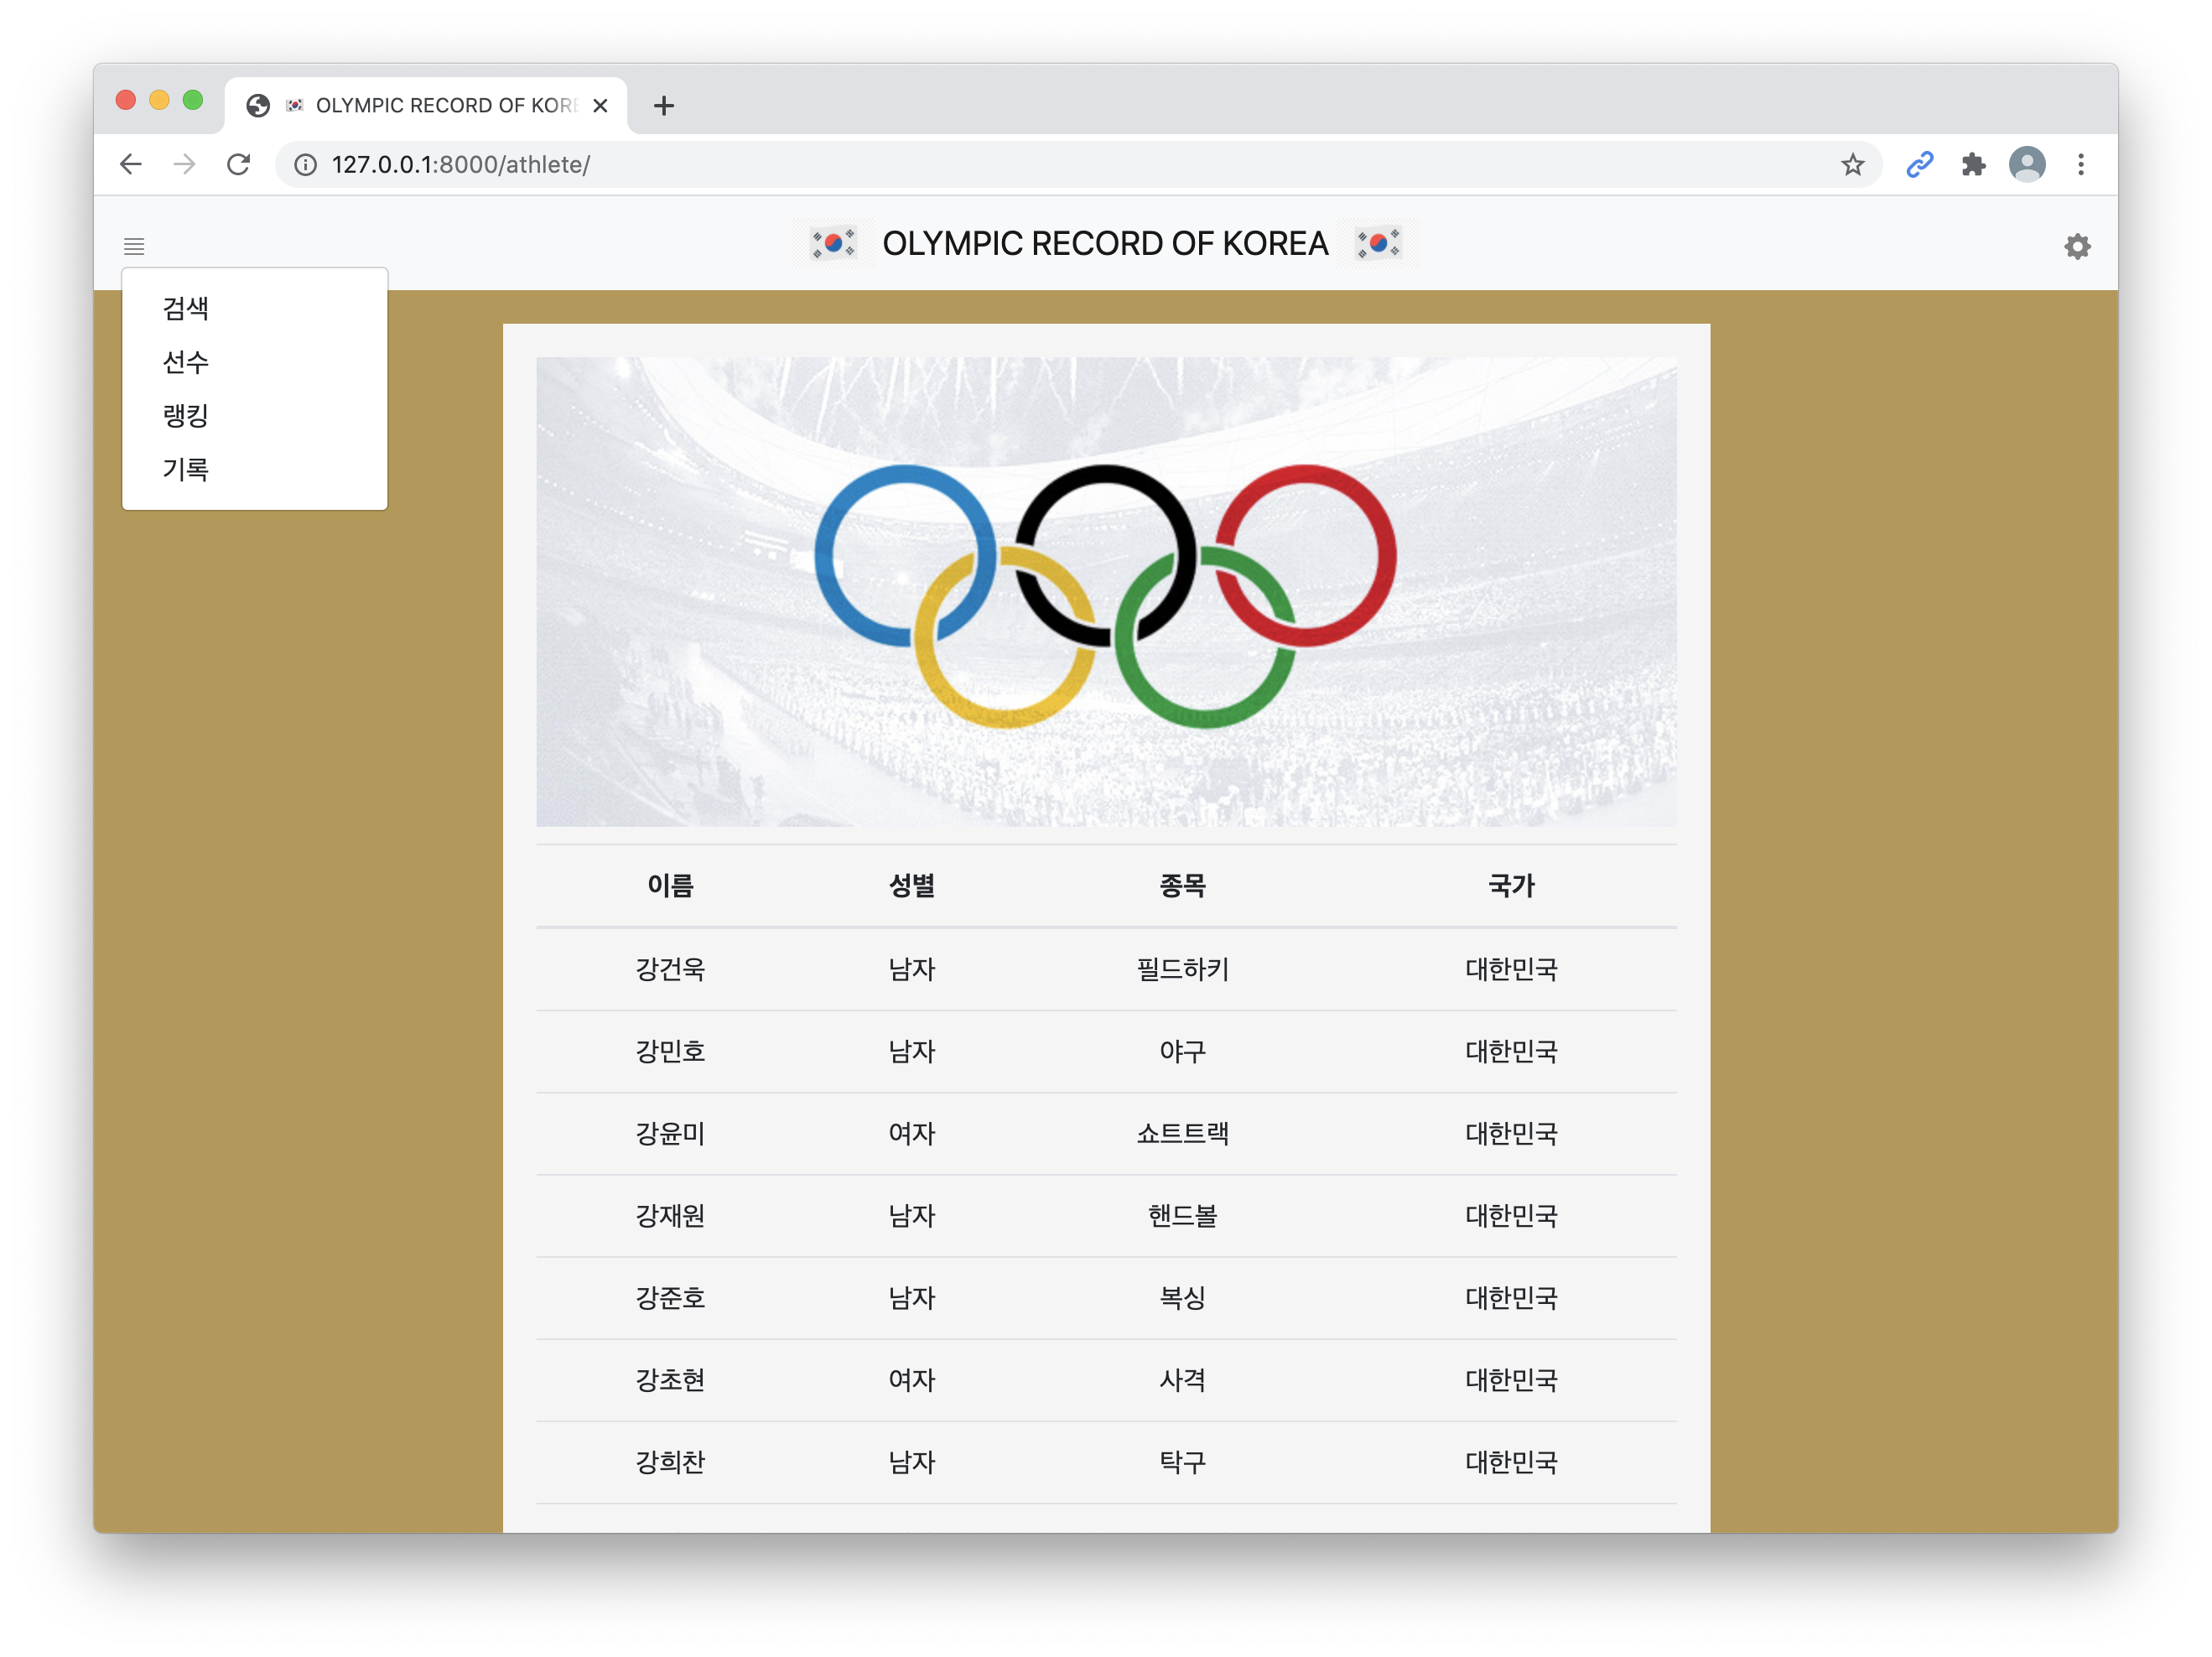 OLYMPIC RECORD OF KORE
127.0.0.1:8000/athlete/
OLYMPIC RECORD OF KOREA
검색
선수
랭킹
기록
이름 성별 종목 국가
강건욱 남자 필드하키 대한민국
강민호 남자 야구 대한민국
강윤미 여자 쇼트트랙 대한민국
강재원 남자 핸드볼 대한민국
강준호 남자 복싱 대한민국
강초현 여자 사격 대한민국
강희찬 남자 탁구 대한민국